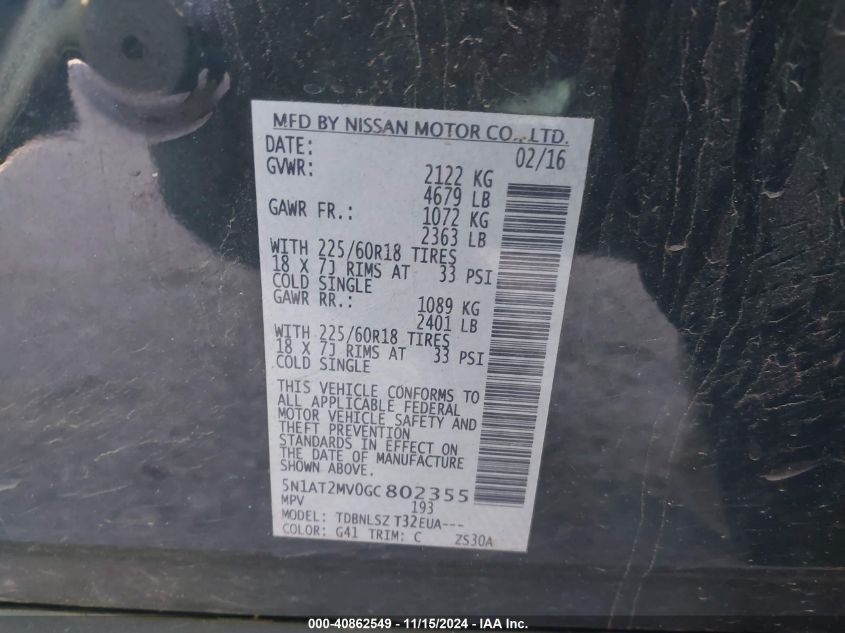 MFD BY NISSAN MOTOR CO., LTD.
DATE: 02/16
GVWR: 2122 KG
4679 LB
GAWR FR.: 1072 KG
2363 LB
WITH 225/60R18 TIRES
18 X 7J RIMS AT 33 PSI
COLD SINGLE
GAWR RR.: 1089 KG
2401 LB
WITH 225/60R18 TIRES
18 X 7J RIMS AT 33 PSI
COLD SINGLE
THIS VEHICLE CONFORMS TO
ALL APPLICABLE FEDERAL
MOTOR VEHICLE SAFETY AND
THEFT PREVENTION
STANDARDS IN EFFECT ON
THE DATE OF MANUFACTURE
SHOWN ABOVE.
5N1AT2MV0GC802355
MPV 193
MODEL: TDBNLSZ T32EUA---
COLOR: G41 TRIM: C ZS30A
000-40862549 - 11/15/2024 - IAA Inc.